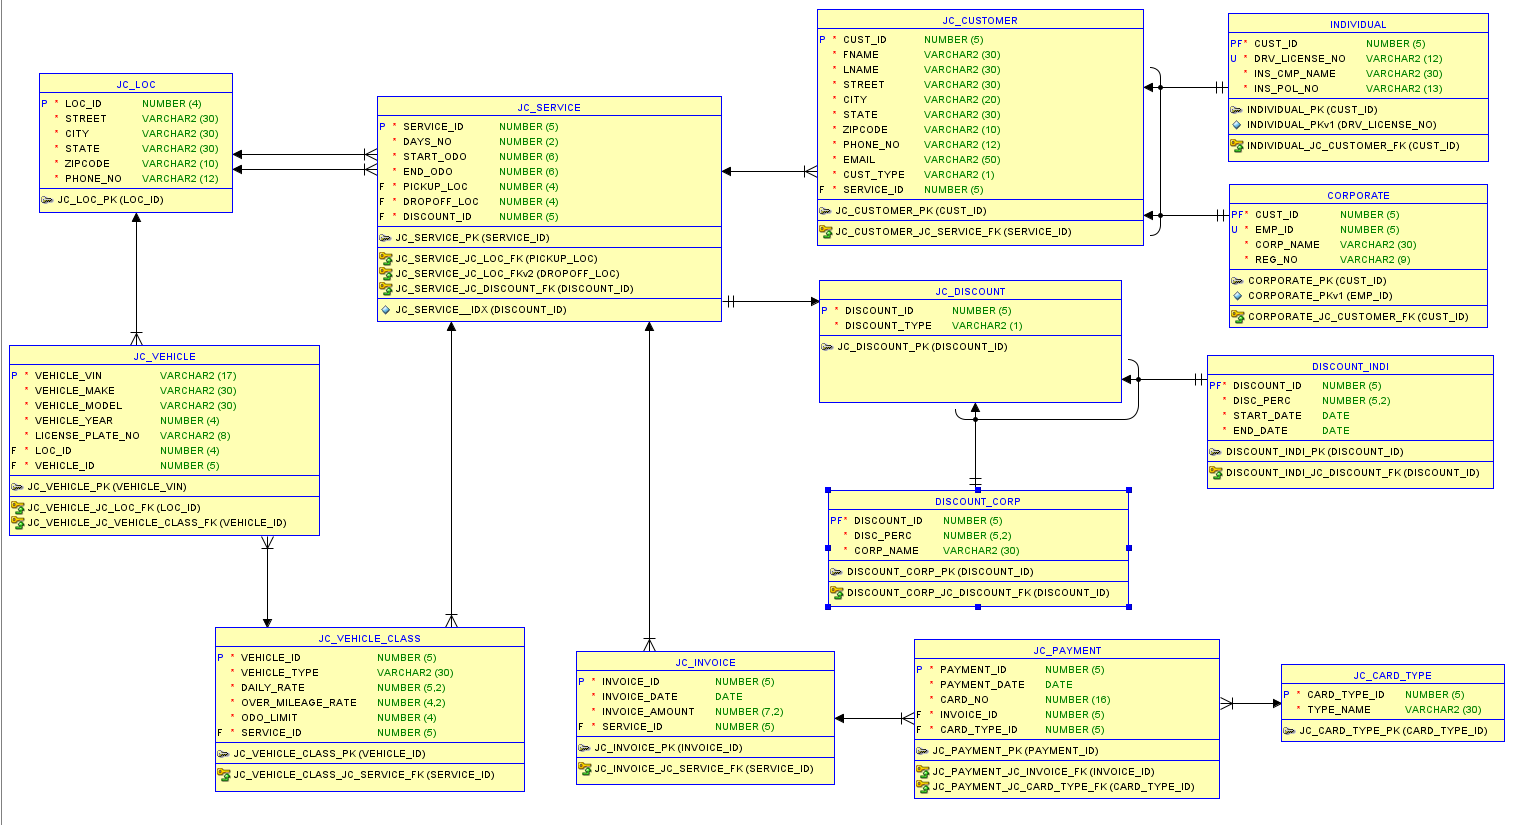 JC_LOC
P * LOC_ID NUMBER (4)
* STREET VARCHAR2 (30)
* CITY VARCHAR2 (30)
* STATE VARCHAR2 (30)
* ZIPCODE VARCHAR2 (10)
* PHONE_NO VARCHAR2 (12)
JC_LOC_PK (LOC_ID)
JC_SERVICE
P * SERVICE_ID NUMBER (5)
* DAYS_NO NUMBER (2)
* START_ODO NUMBER (6)
* END_ODO NUMBER (6)
F * PICKUP_LOC NUMBER (4)
F * DROPOFF_LOC NUMBER (4)
F * DISCOUNT_ID NUMBER (5)
JC_SERVICE_PK (SERVICE_ID)
JC_SERVICE_JC_LOC_FK (PICKUP_LOC)
JC_SERVICE_JC_LOC_FKv2 (DROPOFF_LOC)
JC_SERVICE_JC_DISCOUNT_FK (DISCOUNT_ID)
JC_SERVICE__IDX (DISCOUNT_ID)
JC_CUSTOMER
P * CUST_ID NUMBER (5)
* FNAME VARCHAR2 (30)
* LNAME VARCHAR2 (30)
* STREET VARCHAR2 (30)
* CITY VARCHAR2 (20)
* STATE VARCHAR2 (30)
* ZIPCODE VARCHAR2 (10)
* PHONE_NO VARCHAR2 (12)
* EMAIL VARCHAR2 (50)
* CUST_TYPE VARCHAR2 (1)
F * SERVICE_ID NUMBER (5)
JC_CUSTOMER_PK (CUST_ID)
JC_CUSTOMER_JC_SERVICE_FK (SERVICE_ID)
INDIVIDUAL
PF* CUST_ID NUMBER (5)
U * DRV_LICENSE_NO VARCHAR2 (12)
* INS_CMP_NAME VARCHAR2 (30)
* INS_POL_NO VARCHAR2 (13)
INDIVIDUAL_PK (CUST_ID)
INDIVIDUAL_PKv1 (DRV_LICENSE_NO)
INDIVIDUAL_JC_CUSTOMER_FK (CUST_ID)
CORPORATE
PF* CUST_ID NUMBER (5)
U * EMP_ID NUMBER (5)
* CORP_NAME VARCHAR2 (30)
* REG_NO VARCHAR2 (9)
CORPORATE_PK (CUST_ID)
CORPORATE_PKv1 (EMP_ID)
CORPORATE_JC_CUSTOMER_FK (CUST_ID)
JC_DISCOUNT
P * DISCOUNT_ID NUMBER (5)
* DISCOUNT_TYPE VARCHAR2 (1)
JC_DISCOUNT_PK (DISCOUNT_ID)
JC_VEHICLE
P * VEHICLE_VIN VARCHAR2 (17)
* VEHICLE_MAKE VARCHAR2 (30)
* VEHICLE_MODEL VARCHAR2 (30)
* VEHICLE_YEAR NUMBER (4)
* LICENSE_PLATE_NO VARCHAR2 (8)
F * LOC_ID NUMBER (4)
F * VEHICLE_ID NUMBER (5)
JC_VEHICLE_PK (VEHICLE_VIN)
JC_VEHICLE_JC_LOC_FK (LOC_ID)
JC_VEHICLE_JC_VEHICLE_CLASS_FK (VEHICLE_ID)
DISCOUNT_INDI
PF* DISCOUNT_ID NUMBER (5)
* DISC_PERC NUMBER (5,2)
* START_DATE DATE
* END_DATE DATE
DISCOUNT_INDI_PK (DISCOUNT_ID)
DISCOUNT_INDI_JC_DISCOUNT_FK (DISCOUNT_ID)
DISCOUNT_CORP
PF* DISCOUNT_ID NUMBER (5)
* DISC_PERC NUMBER (5,2)
* CORP_NAME VARCHAR2 (30)
DISCOUNT_CORP_PK (DISCOUNT_ID)
DISCOUNT_CORP_JC_DISCOUNT_FK (DISCOUNT_ID)
JC_VEHICLE_CLASS
P * VEHICLE_ID NUMBER (5)
* VEHICLE_TYPE VARCHAR2 (30)
* DAILY_RATE NUMBER (5,2)
* OVER_MILEAGE_RATE NUMBER (4,2)
* ODO_LIMIT NUMBER (4)
F * SERVICE_ID NUMBER (5)
JC_VEHICLE_CLASS_PK (VEHICLE_ID)
JC_VEHICLE_CLASS_JC_SERVICE_FK (SERVICE_ID)
JC_INVOICE
P * INVOICE_ID NUMBER (5)
* INVOICE_DATE DATE
* INVOICE_AMOUNT NUMBER (7,2)
F * SERVICE_ID NUMBER (5)
JC_INVOICE_PK (INVOICE_ID)
JC_INVOICE_JC_SERVICE_FK (SERVICE_ID)
JC_PAYMENT
P * PAYMENT_ID NUMBER (5)
* PAYMENT_DATE DATE
* CARD_NO NUMBER (16)
F * INVOICE_ID NUMBER (5)
F * CARD_TYPE_ID NUMBER (5)
JC_PAYMENT_PK (PAYMENT_ID)
JC_PAYMENT_JC_INVOICE_FK (INVOICE_ID)
JC_PAYMENT_JC_CARD_TYPE_FK (CARD_TYPE_ID)
JC_CARD_TYPE
P * CARD_TYPE_ID NUMBER (5)
* TYPE_NAME VARCHAR2 (30)
JC_CARD_TYPE_PK (CARD_TYPE_ID)